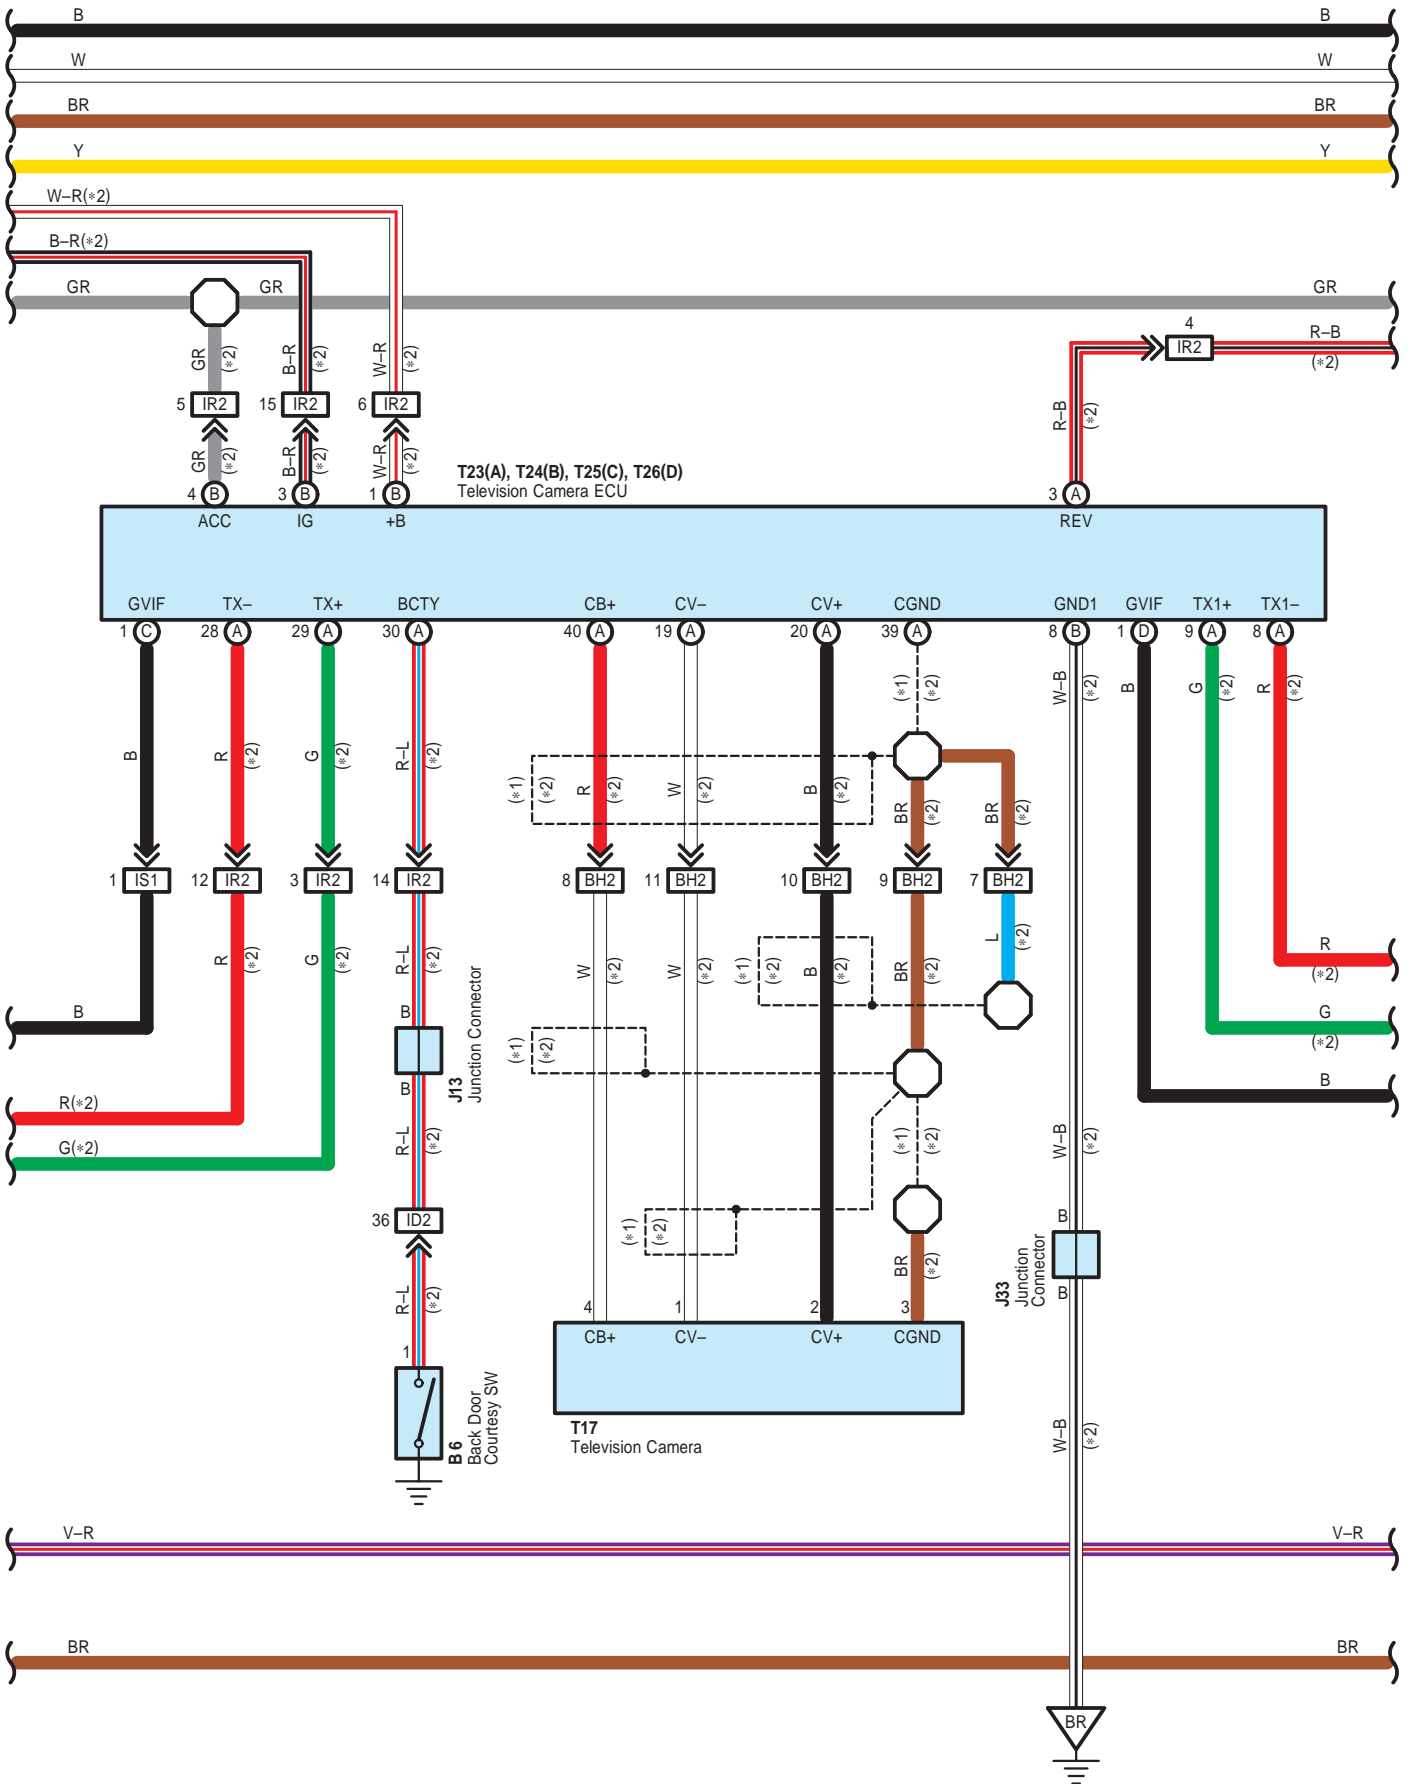 B B
W W
BR BR
Y Y
W–R(*2)
B–R(*2)
GR GR GR
4
IR2
R–B
(*2)
GR (*2) B–R (*2) W–R (*2)
R–B (*2)
5 IR2 15 IR2 6 IR2
GR (*2) B–R (*2) W–R (*2)
T23(A), T24(B), T25(C), T26(D)
Television Camera ECU
4 B 3 B 1 B 3 A
ACC IG +B REV
GVIF TX– TX+ BCTY CB+ CV– CV+ CGND GND1 GVIF TX1+ TX1–
1 C 28 A 29 A 30 A 40 A 19 A 20 A 39 A 8 B 1 D 9 A 8 A
(*1) (*2) W–B (*2) B G (*2) R (*2)
B R (*2) G (*2) R–L (*2) (*1) (*2) R (*2) W (*2) B (*2) BR (*2) BR (*2)
1 IS1 12 IR2 3 IR2 14 IR2 8 BH2 11 BH2 10 BH2 9 BH2 7 BH2
R (*2) G (*2) R–L (*2) W (*2) W (*2) (*1) (*2) B (*2) BR (*2) L (*2)
R
(*2)
B
B
G
(*2)
J13
Junction Connector
(*1) (*2)
B
B
R(*2)
G(*2)
R–L (*2)
(*1) (*2)
W–B (*2)
36 ID2
(*1) (*2)
B
J33
Junction
Connector
B
R–L (*2)
BR (*2)
4 1 2 3
CB+ CV– CV+ CGND
1
B 6
Back Door
Courtesy SW
T17
Television Camera
W–B (*2)
V–R V–R
BR BR
BR